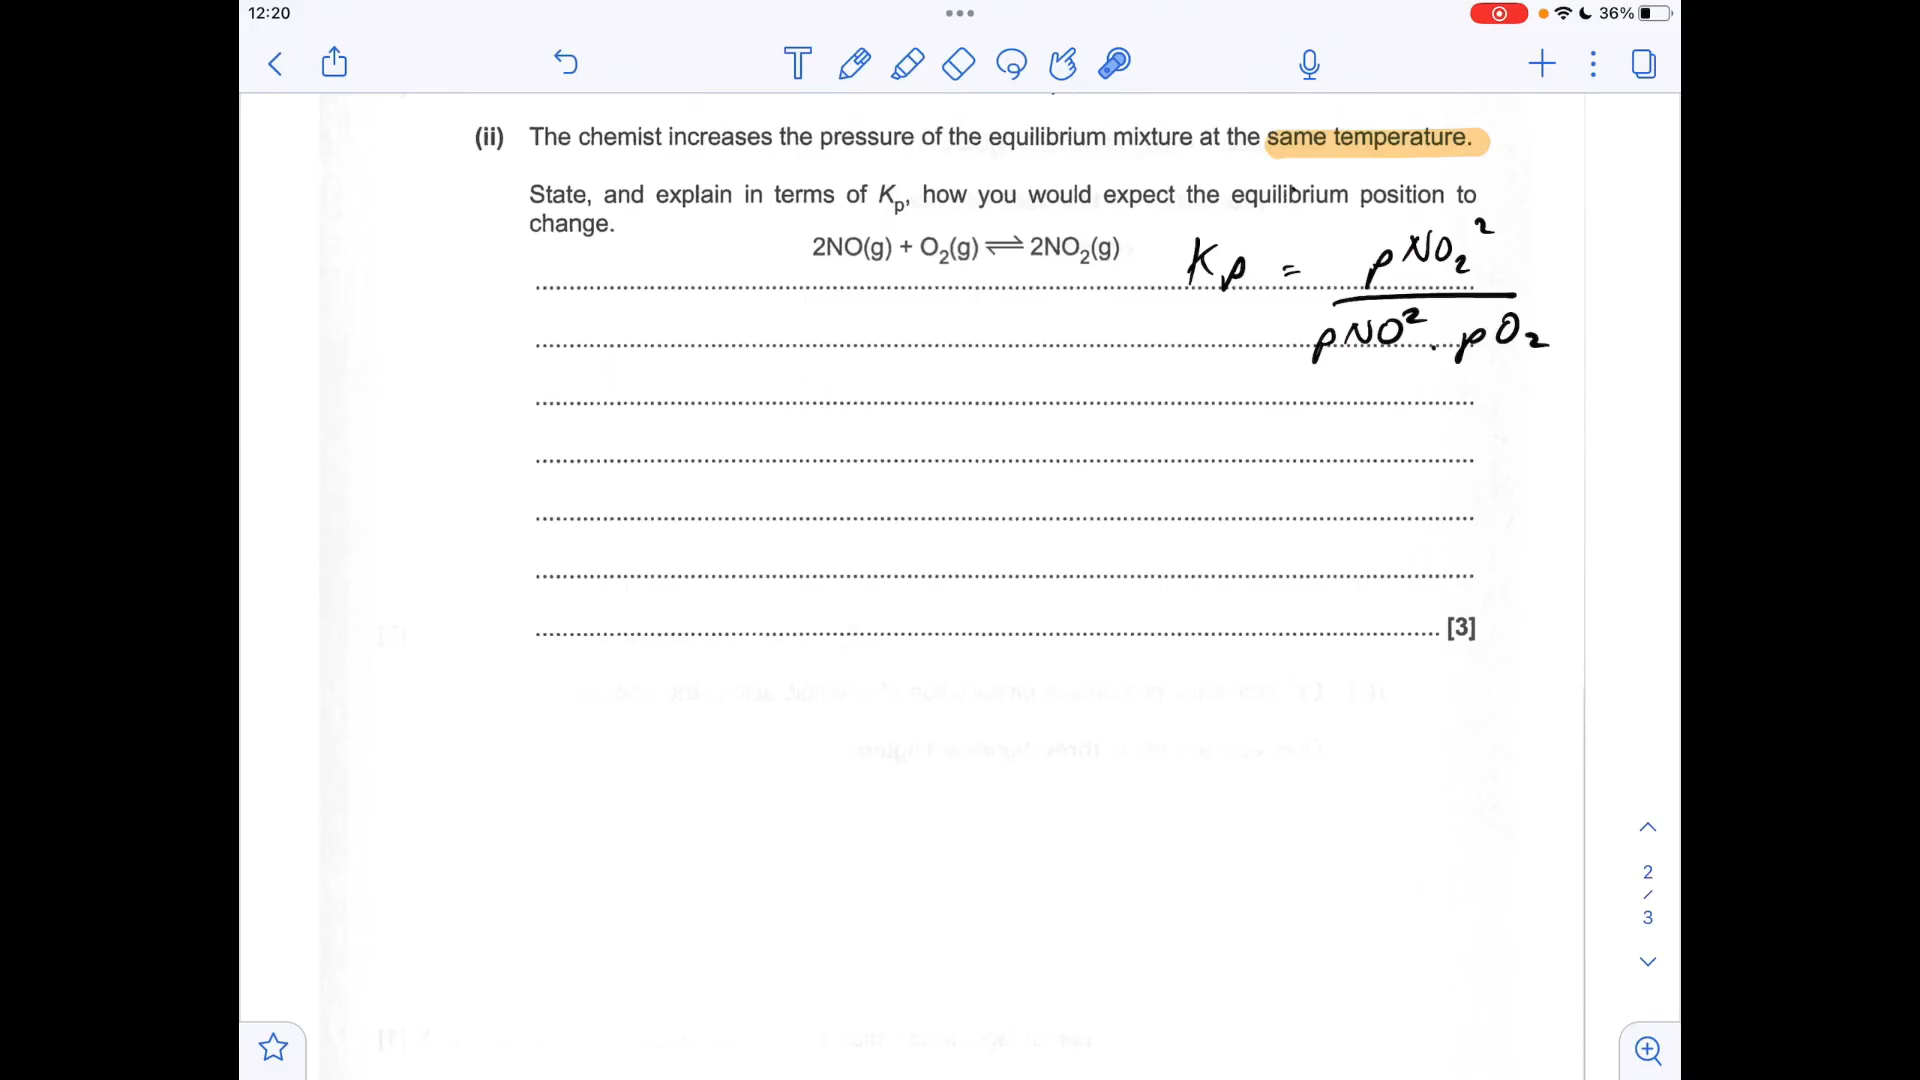 12:20
36%
(ii) The chemist increases the pressure of the equilibrium mixture at the same temperature.
State, and explain in terms of Kp, how you would expect the equilibrium position to
change.
2NO(g) + O2(g) ⇌ 2NO2(g)
Kp = pNO2²
pNO² . pO2
[3]
2
/
3